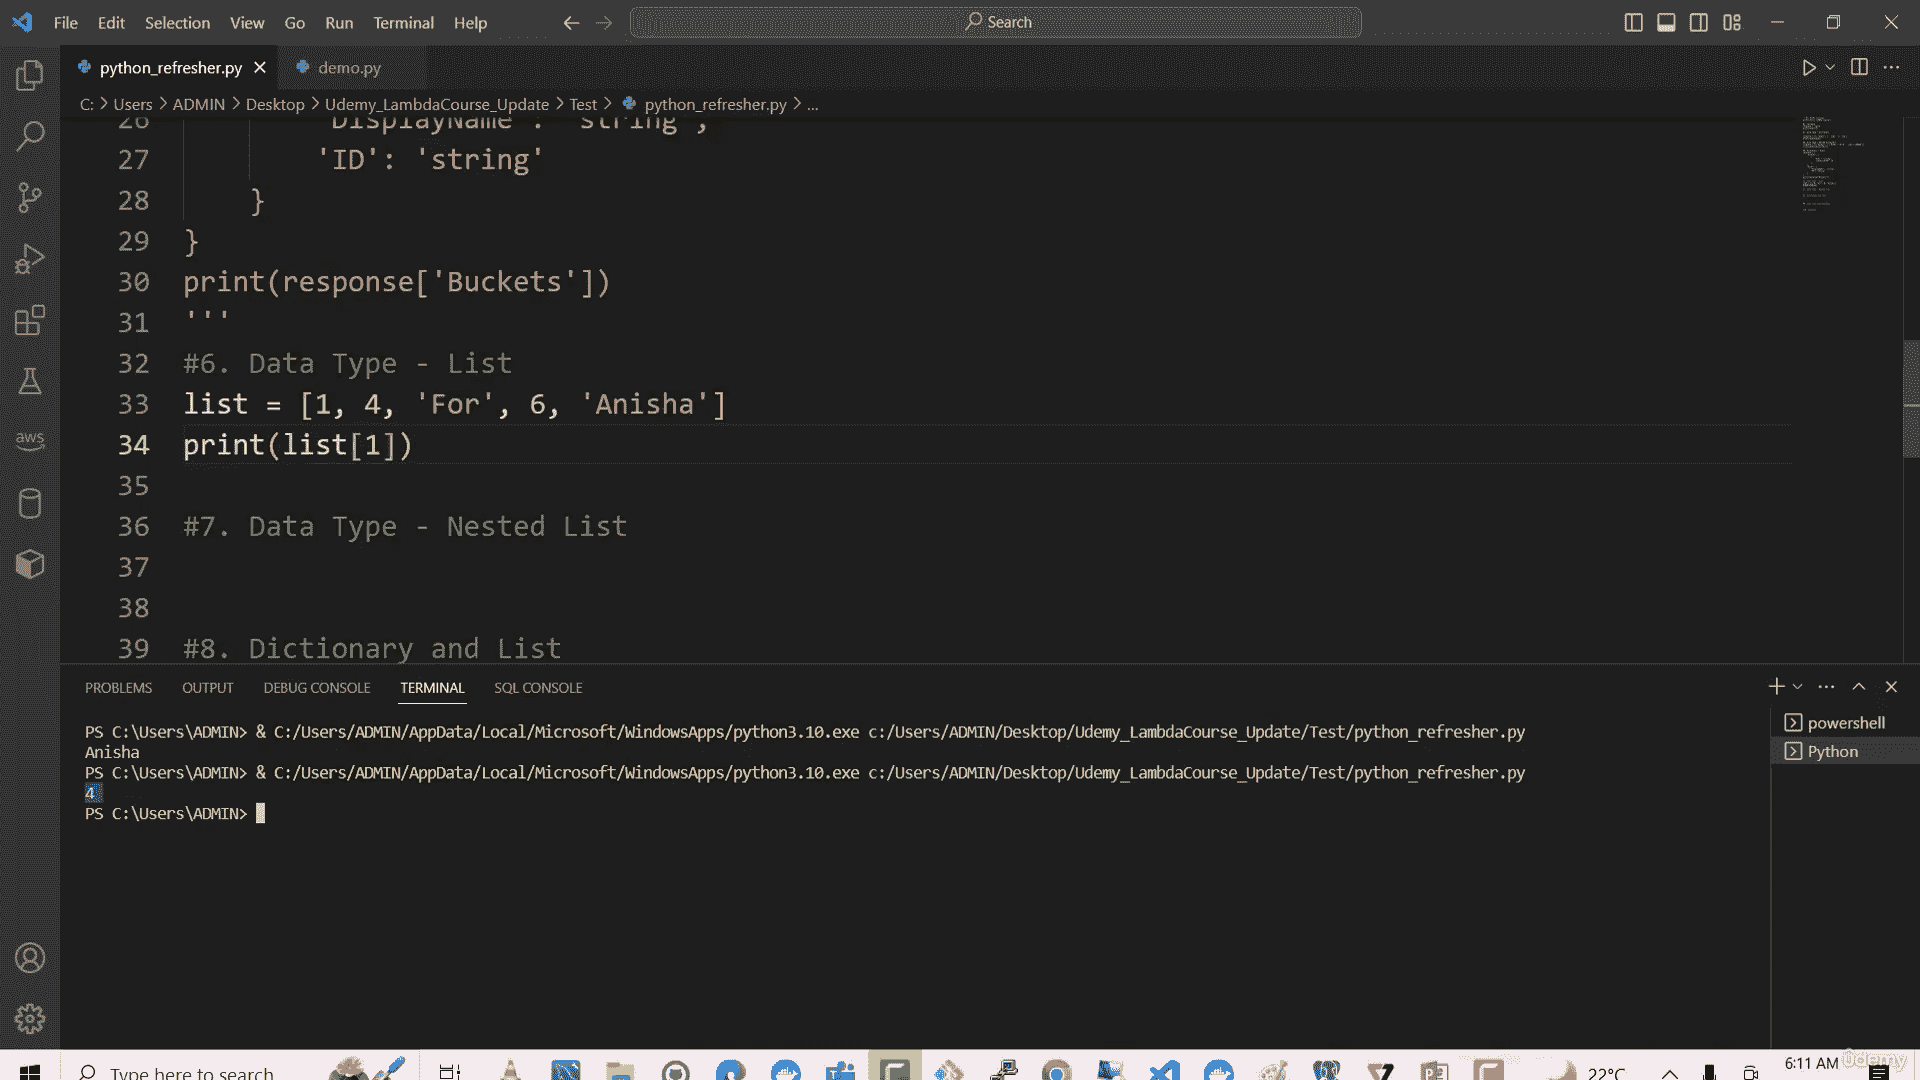 File Edit Selection View Go Run Terminal Help
Search
python_refresher.py
demo.py
C: > Users > ADMIN > Desktop > Udemy_LambdaCourse_Update > Test > python_refresher.py > ...
26 'DisplayName': 'string',
27 'ID': 'string'
28 }
29 }
30 print(response['Buckets'])
31 '''
32 #6. Data Type - List
33 list = [1, 4, 'For', 6, 'Anisha']
34 print(list[1])
35
36 #7. Data Type - Nested List
37
38
39 #8. Dictionary and List
aws
PROBLEMS OUTPUT DEBUG CONSOLE TERMINAL SQL CONSOLE
PS C:\Users\ADMIN> & C:/Users/ADMIN/AppData/Local/Microsoft/WindowsApps/python3.10.exe c:/Users/ADMIN/Desktop/Udemy_LambdaCourse_Update/Test/python_refresher.py
Anisha
PS C:\Users\ADMIN> & C:/Users/ADMIN/AppData/Local/Microsoft/WindowsApps/python3.10.exe c:/Users/ADMIN/Desktop/Udemy_LambdaCourse_Update/Test/python_refresher.py
4
PS C:\Users\ADMIN>
powershell
Python
Type here to search
22°C
6:11 AM
Udemy